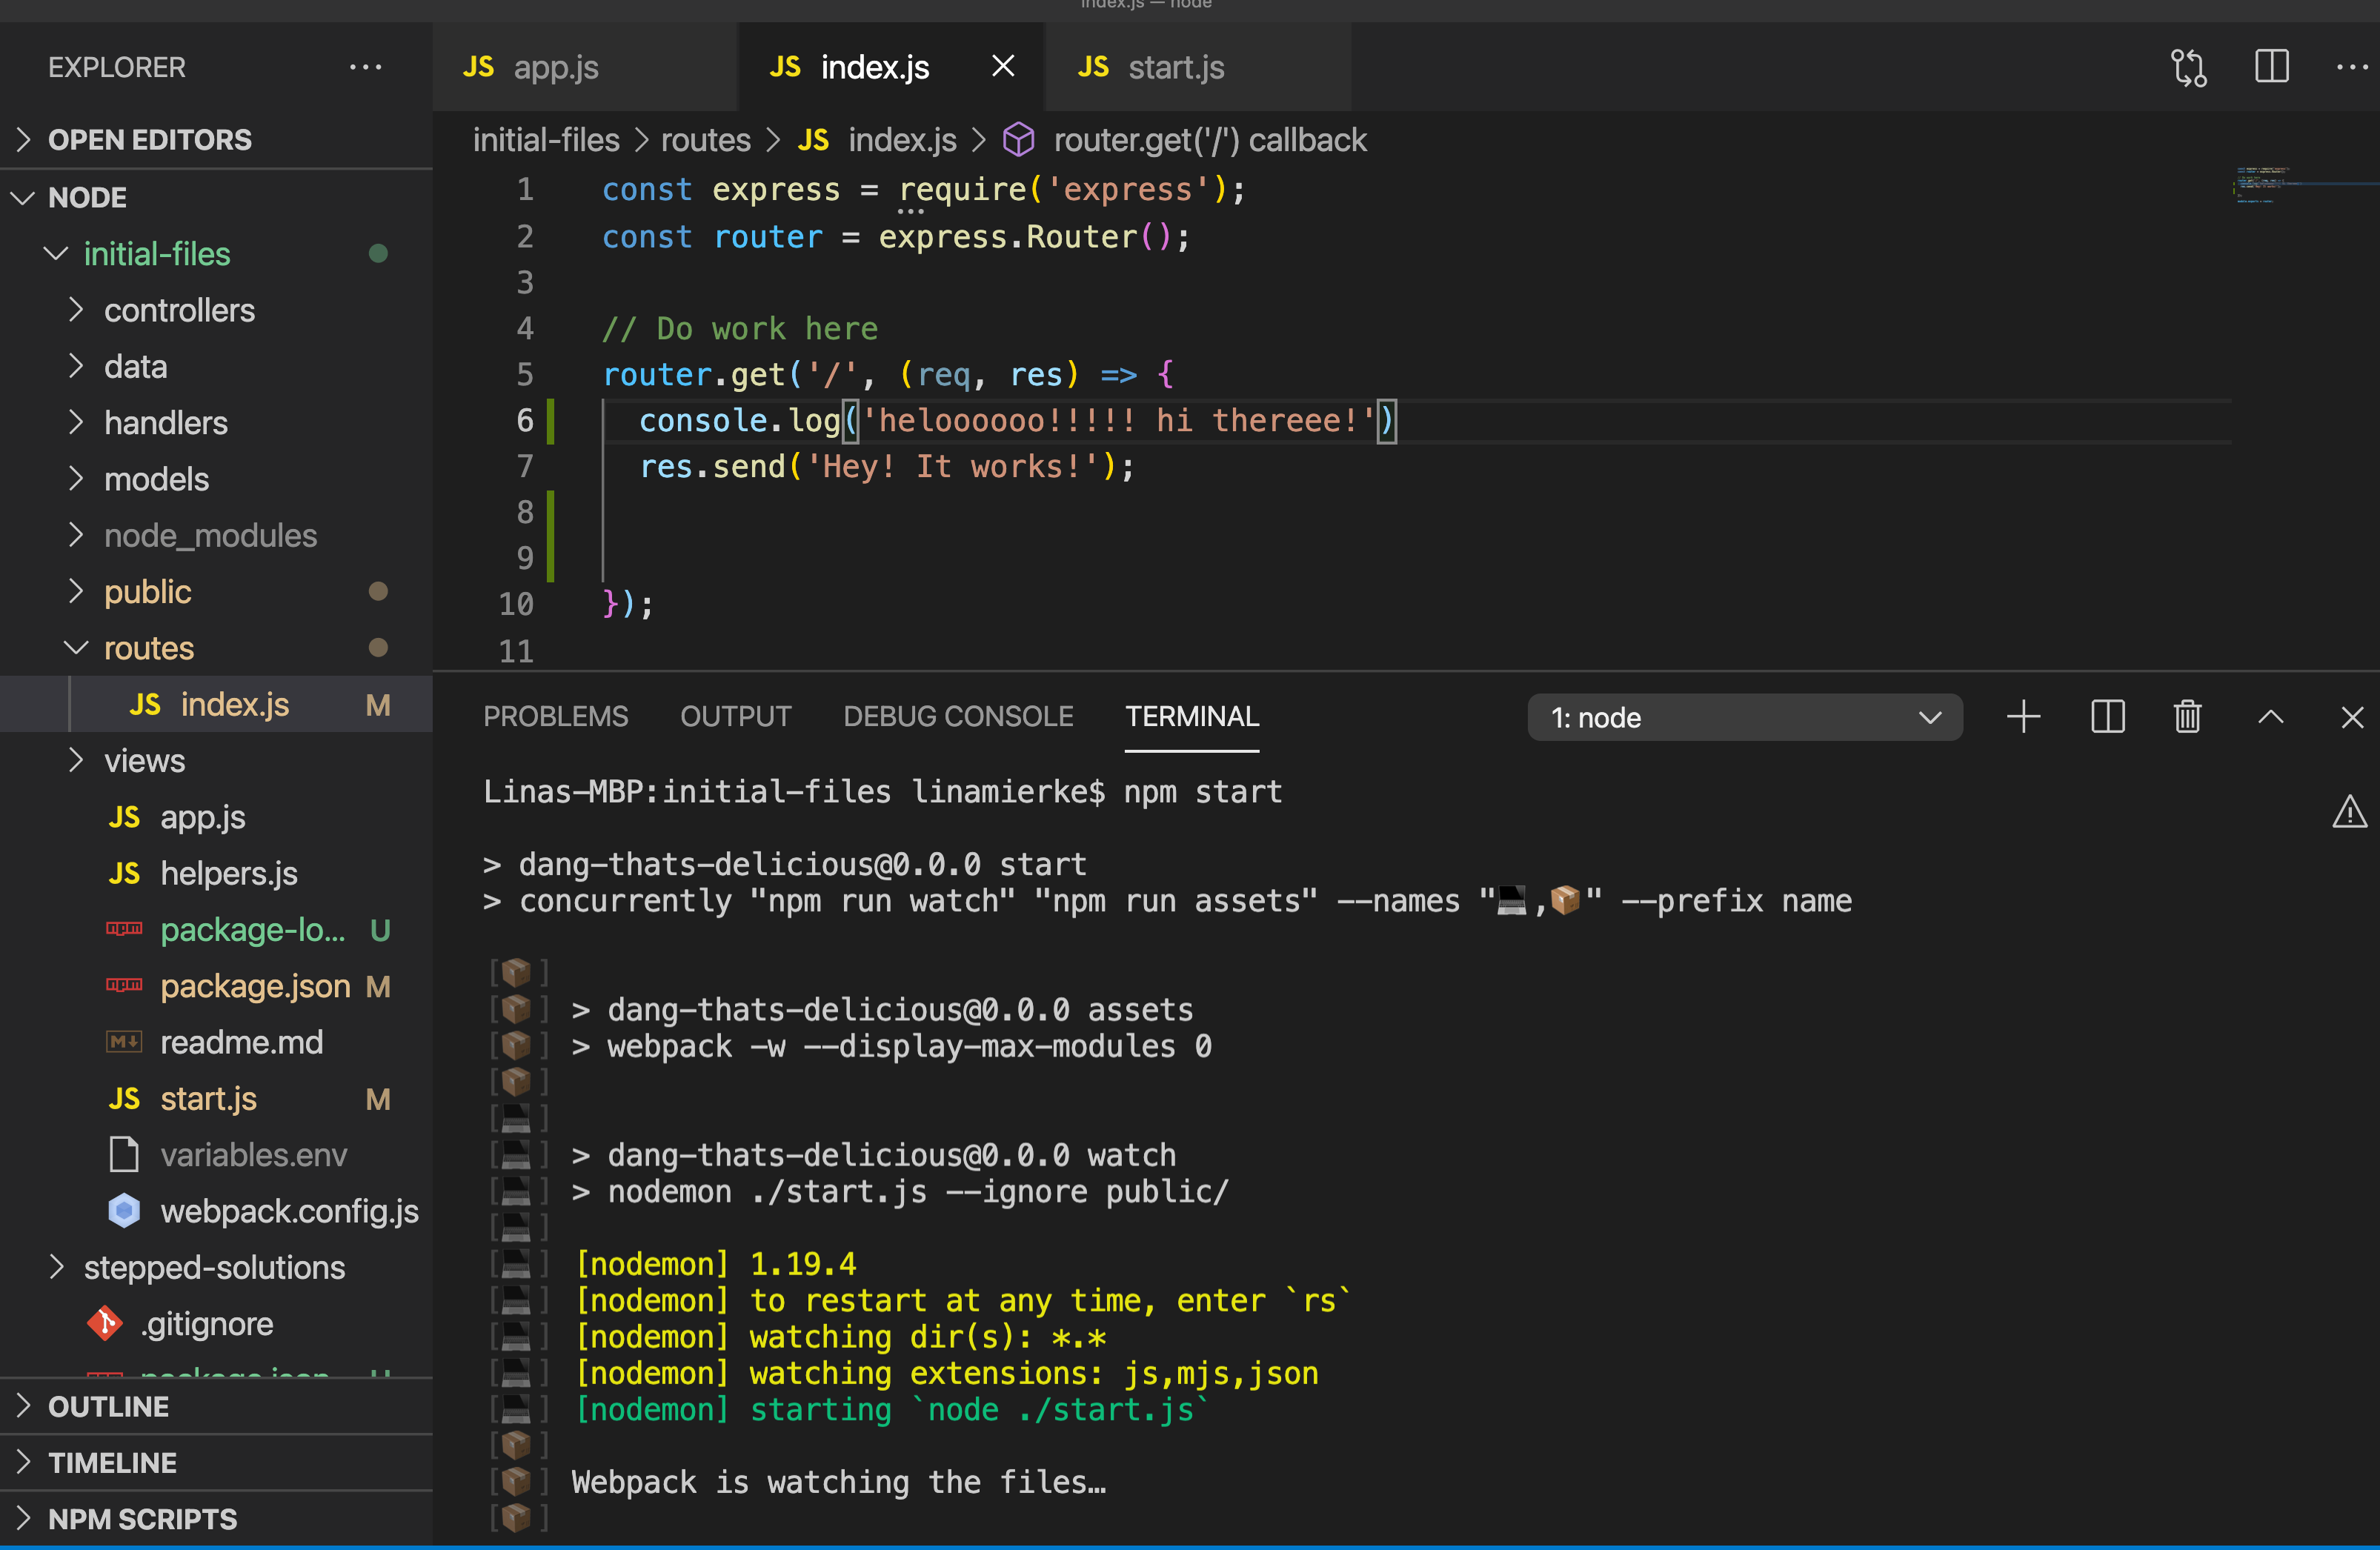 index.js — node
EXPLORER
OPEN EDITORS
NODE
initial-files
controllers
data
handlers
models
node_modules
public
routes
JS index.js M
views
JS app.js
JS helpers.js
npm package-lo... U
npm package.json M
M↓ readme.md
JS start.js M
variables.env
webpack.config.js
stepped-solutions
.gitignore
package.json U
OUTLINE
TIMELINE
NPM SCRIPTS
JS app.js JS index.js JS start.js
initial-files > routes > JS index.js > router.get('/') callback
1 const express = require('express');
2 const router = express.Router();
3
4 // Do work here
5 router.get('/', (req, res) => {
6 console.log('heloooooo!!!!! hi thereee!')
7 res.send('Hey! It works!');
8
9
10 });
11
PROBLEMS OUTPUT DEBUG CONSOLE TERMINAL 1: node
Linas-MBP:initial-files linamierke$ npm start
> dang-thats-delicious@0.0.0 start
> concurrently "npm run watch" "npm run assets" --names "💻,📦" --prefix name
[📦]
[📦] > dang-thats-delicious@0.0.0 assets
[📦] > webpack -w --display-max-modules 0
[📦]
[💻]
[💻] > dang-thats-delicious@0.0.0 watch
[💻] > nodemon ./start.js --ignore public/
[💻]
[💻] [nodemon] 1.19.4
[💻] [nodemon] to restart at any time, enter `rs`
[💻] [nodemon] watching dir(s): *.*
[💻] [nodemon] watching extensions: js,mjs,json
[💻] [nodemon] starting `node ./start.js`
[📦]
[📦] Webpack is watching the files…
[📦]